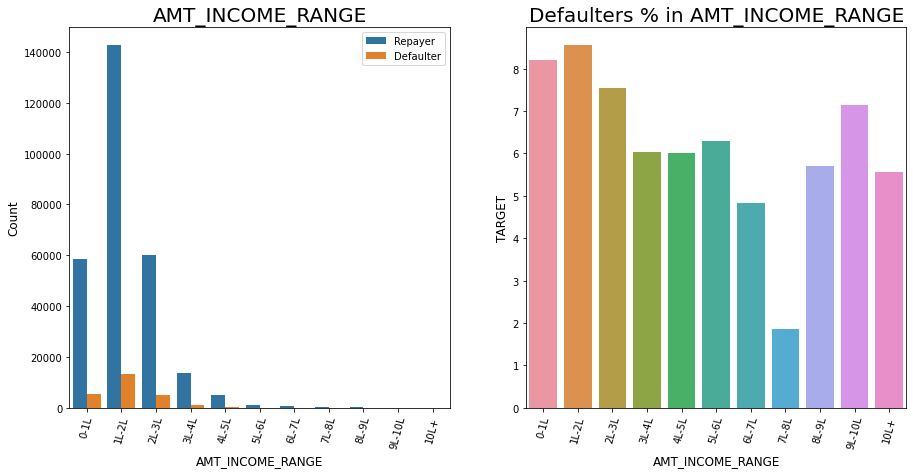 AMT_INCOME_RANGE
Repayer
Defaulter
140000
120000
100000
80000
60000
40000
20000
0
Count
0-1L
1L-2L
2L-3L
3L-4L
4L-5L
5L-6L
6L-7L
7L-8L
8L-9L
9L-10L
10L+
AMT_INCOME_RANGE
Defaulters % in AMT_INCOME_RANGE
8
7
6
5
4
3
2
1
0
TARGET
0-1L
1L-2L
2L-3L
3L-4L
4L-5L
5L-6L
6L-7L
7L-8L
8L-9L
9L-10L
10L+
AMT_INCOME_RANGE